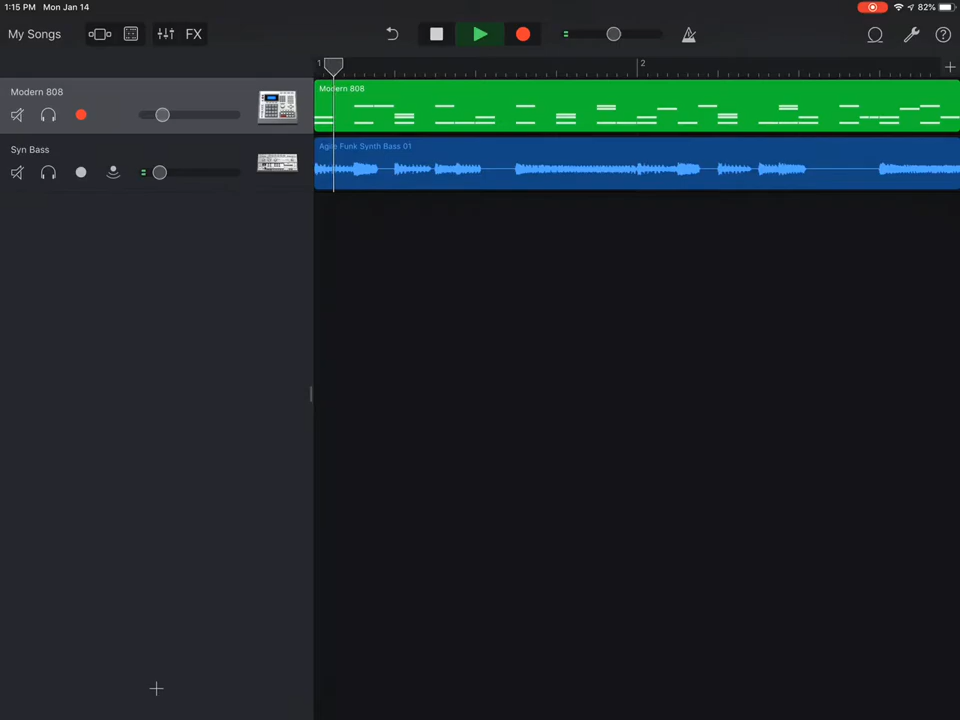 1:15 PM Mon Jan 14
82%
My Songs
FX
1
2
Modern 808
Modern 808
Syn Bass
Agile Funk Synth Bass 01